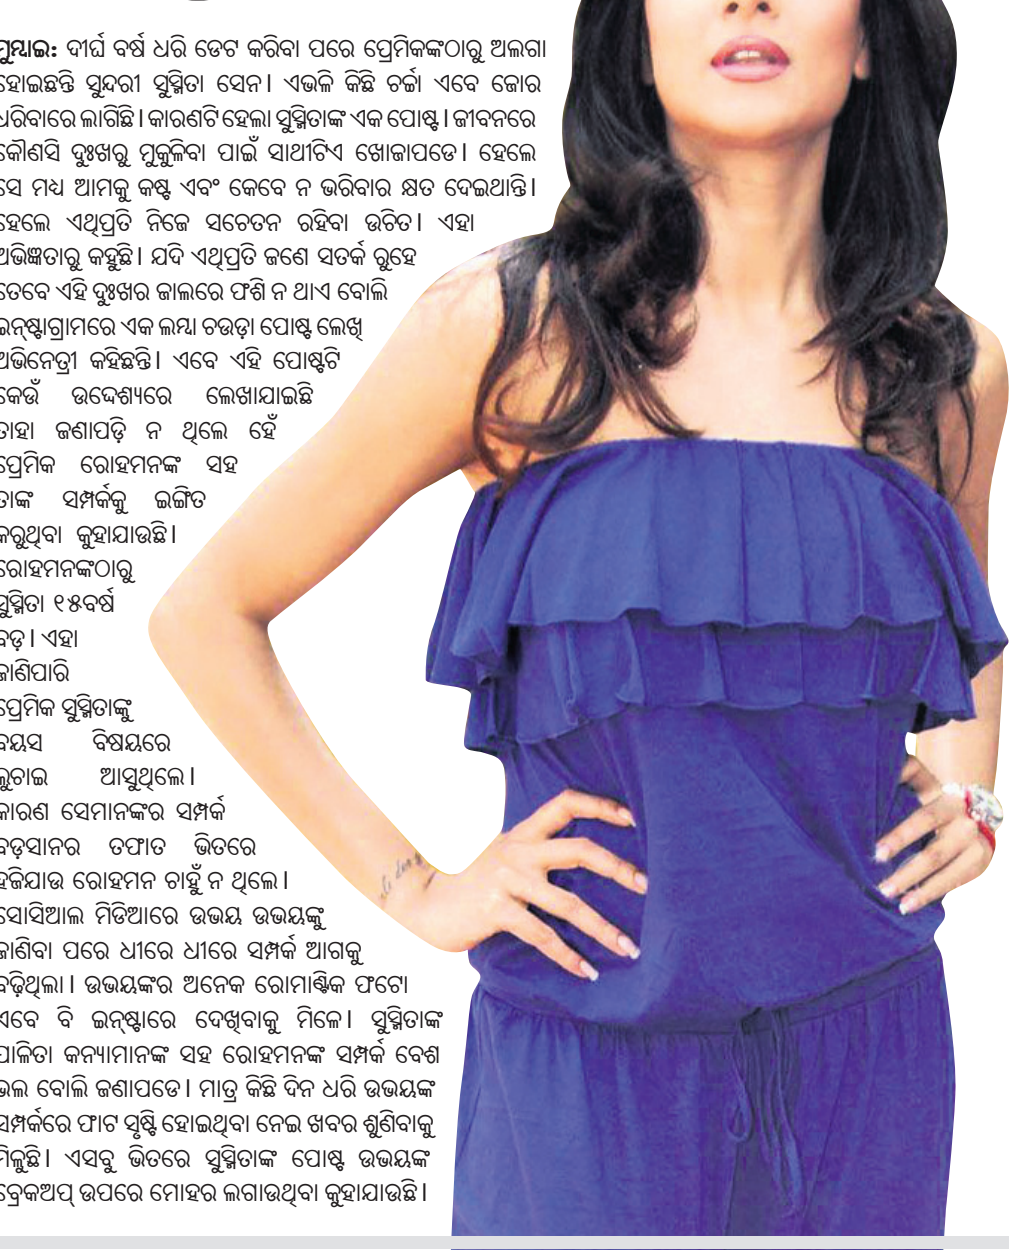 ମୁମ୍ବାଇ: ଦୀର୍ଘ ବର୍ଷ ଧରି ଡେଟ କରିବା ପରେ ପ୍ରେମିକଙ୍କଠାରୁ ଅଲଗା
ହୋଇଛନ୍ତି ସୁନ୍ଦରୀ ସୁସ୍ମିତା ସେନ। ଏଭଳି କିଛି ଚର୍ଚ୍ଚା ଏବେ ଜୋର
ଧରିବାରେ ଲାଗିଛି। କାରଣଟି ହେଲା ସୁସ୍ମିତାଙ୍କ ଏକ ପୋଷ୍ଟ। ଜୀବନରେ
କୌଣସି ଦୁଃଖରୁ ମୁକୁଳିବା ପାଇଁ ସାଥୀଟିଏ ଖୋଜାପଡେ। ହେଲେ
ସେ ମଧ୍ୟ ଆମକୁ କଷ୍ଟ ଏବଂ କେବେ ନ ଭରିବାର କ୍ଷତ ଦେଇଥାନ୍ତି।
ହେଲେ ଏଥିପ୍ରତି ନିଜେ ସଚେତନ ରହିବା ଉଚିତ। ଏହା
ଅଭିଜ୍ଞତାରୁ କହୁଛି। ଯଦି ଏଥିପ୍ରତି ଜଣେ ସତର୍କ ରୁହେ
ତେବେ ଏହି ଦୁଃଖର ଜାଲରେ ଫଶି ନ ଥାଏ ବୋଲି
ଇନ୍‌ଷ୍ଟାଗ୍ରାମରେ ଏକ ଲମ୍ବା ଚଉଡ଼ା ପୋଷ୍ଟ ଲେଖି
ଅଭିନେତ୍ରୀ କହିଛନ୍ତି। ଏବେ ଏହି ପୋଷ୍ଟଟି
କେଉଁ ଉଦ୍ଦେଶ୍ୟରେ ଲେଖାଯାଇଛି
ତାହା ଜଣାପଡ଼ି ନ ଥିଲେ ହେଁ
ପ୍ରେମିକ ରୋହମନଙ୍କ ସହ
ତାଙ୍କ ସମ୍ପର୍କକୁ ଇଙ୍ଗିତ
କରୁଥିବା କୁହାଯାଉଛି।
ରୋହମନଙ୍କଠାରୁ
ସୁସ୍ମିତା ୧୫ବର୍ଷ
ବଡ଼। ଏହା
ଜାଣିପାରି
ପ୍ରେମିକ ସୁସ୍ମିତାଙ୍କୁ
ବୟସ ବିଷୟରେ
ଲୁଚାଇ ଆସୁଥିଲେ।
କାରଣ ସେମାନଙ୍କର ସମ୍ପର୍କ
ବଡ଼ସାନର ତଫାତ ଭିତରେ
ହଜିଯାଉ ରୋହମନ ଚାହୁଁ ନ ଥିଲେ।
ସୋସିଆଲ ମିଡିଆରେ ଉଭୟ ଉଭୟଙ୍କୁ
ଜାଣିବା ପରେ ଧୀରେ ଧୀରେ ସମ୍ପର୍କ ଆଗକୁ
ବଢ଼ିଥିଲା। ଉଭୟଙ୍କର ଅନେକ ରୋମାଣ୍ଟିକ ଫଟୋ
ଏବେ ବି ଇନ୍‌ଷ୍ଟାରେ ଦେଖିବାକୁ ମିଳେ। ସୁସ୍ମିତାଙ୍କ
ପାଳିତା କନ୍ୟାମାନଙ୍କ ସହ ରୋହମନଙ୍କ ସମ୍ପର୍କ ବେଶ
ଭଲ ବୋଲି ଜଣାପଡେ। ମାତ୍ର କିଛି ଦିନ ଧରି ଉଭୟଙ୍କ
ସମ୍ପର୍କରେ ଫାଟ ସୃଷ୍ଟି ହୋଇଥିବା ନେଇ ଖବର ଶୁଣିବାକୁ
ମିଳୁଛି। ଏସବୁ ଭିତରେ ସୁସ୍ମିତାଙ୍କ ପୋଷ୍ଟ ଉଭୟଙ୍କ
ବ୍ରେକଅପ୍ ଉପରେ ମୋହର ଲଗାଉଥିବା କୁହାଯାଉଛି।